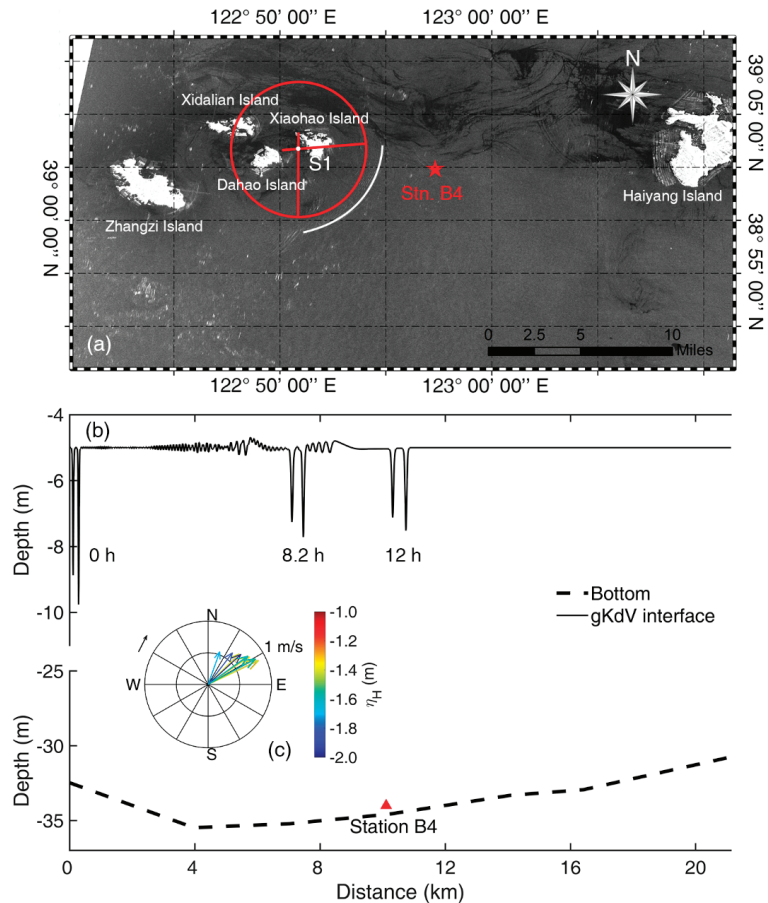 122° 50' 00'' E 123° 00' 00'' E
N
39° 05' 00'' N
Xidalian Island
Xiaohao Island
S1
Dahao Island
Stn. B4
Haiyang Island
Zhangzi Island
39° 00' 00'' N
38° 55' 00'' N
(a)
0 2.5 5 10
Miles
122° 50' 00'' E 123° 00' 00'' E
-4
(b)
-6
Depth (m)
-8
0 h 8.2 h 12 h
Bottom
gKdV interface
-10
N
-1.0
1 m/s
-1.2
-25
W E
-1.4
η_H (m)
-1.6
-30
Depth (m)
-1.8
S
(c)
-2.0
-35
Station B4
0 4 8 12 16 20
Distance (km)